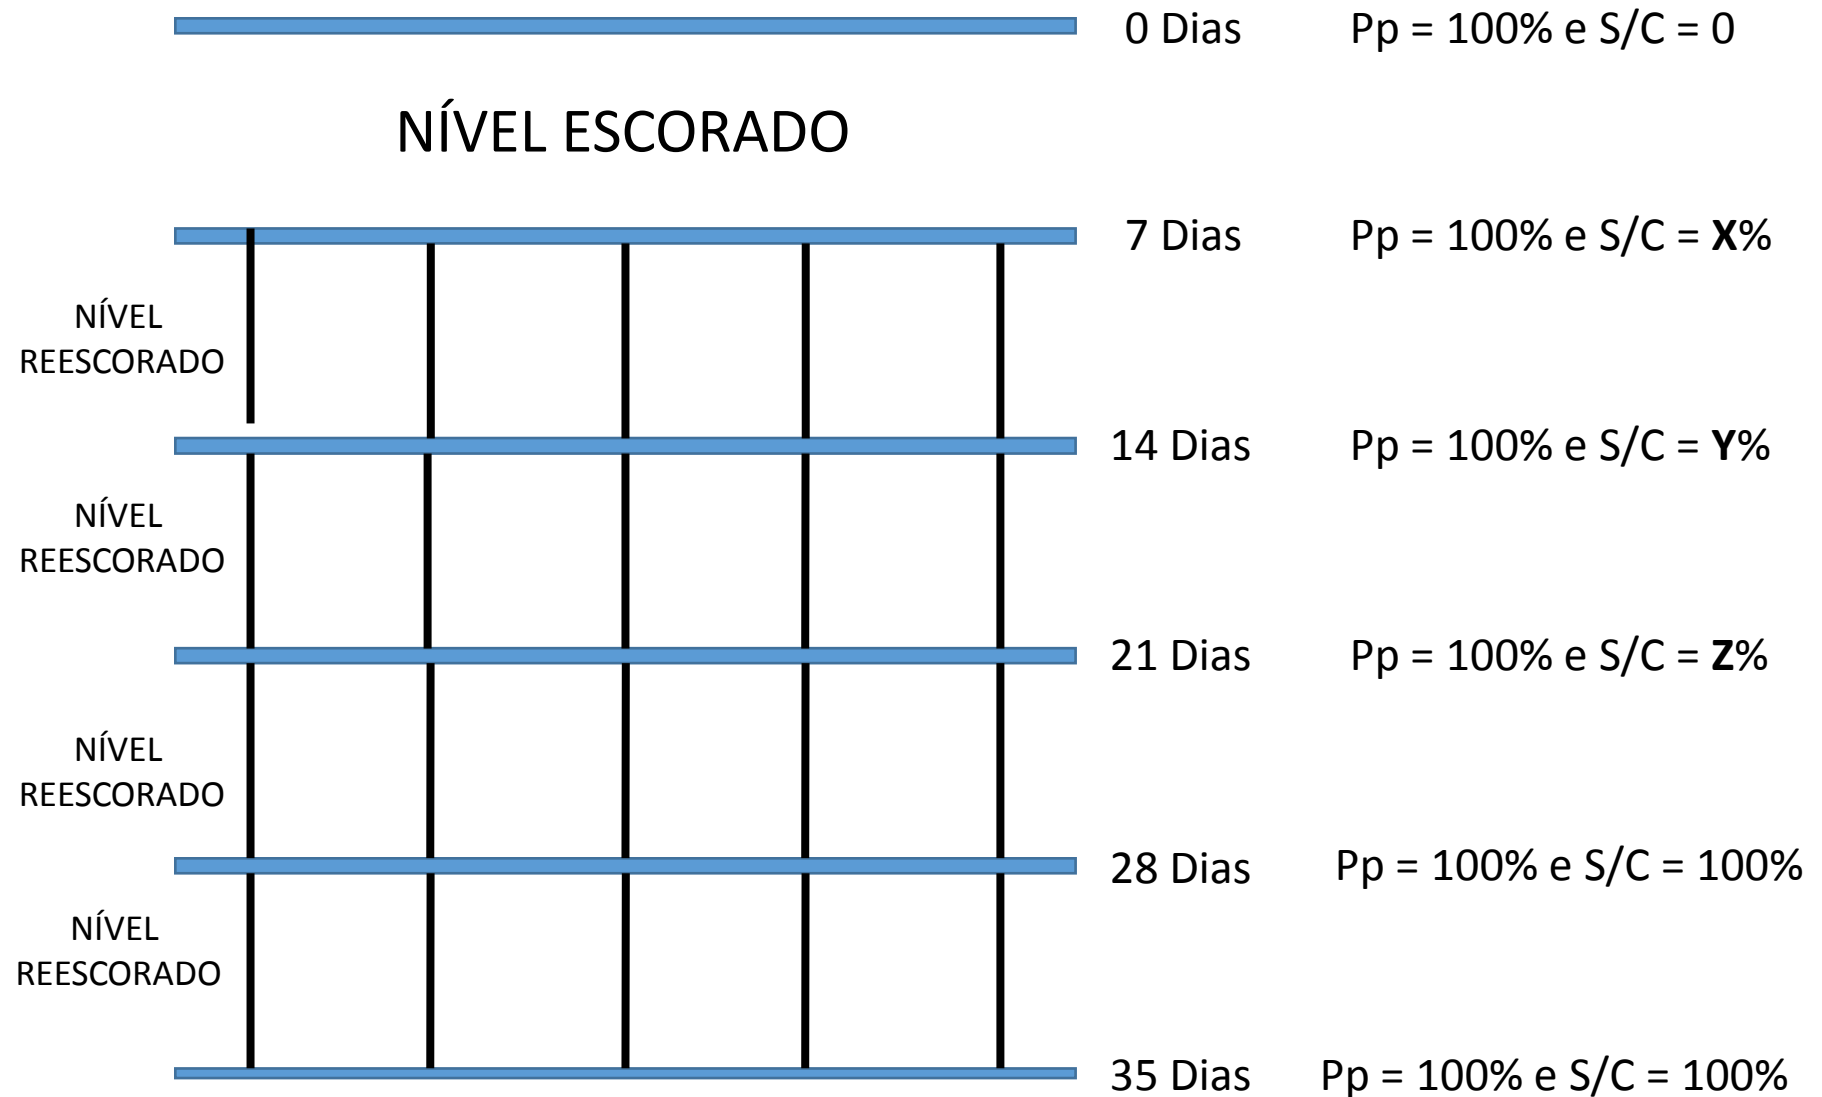 0 Dias Pp = 100% e S/C = 0
NÍVEL ESCORADO
7 Dias Pp = 100% e S/C = X%
NÍVEL
REESCORADO
14 Dias Pp = 100% e S/C = Y%
NÍVEL
REESCORADO
21 Dias Pp = 100% e S/C = Z%
NÍVEL
REESCORADO
28 Dias Pp = 100% e S/C = 100%
NÍVEL
REESCORADO
35 Dias Pp = 100% e S/C = 100%